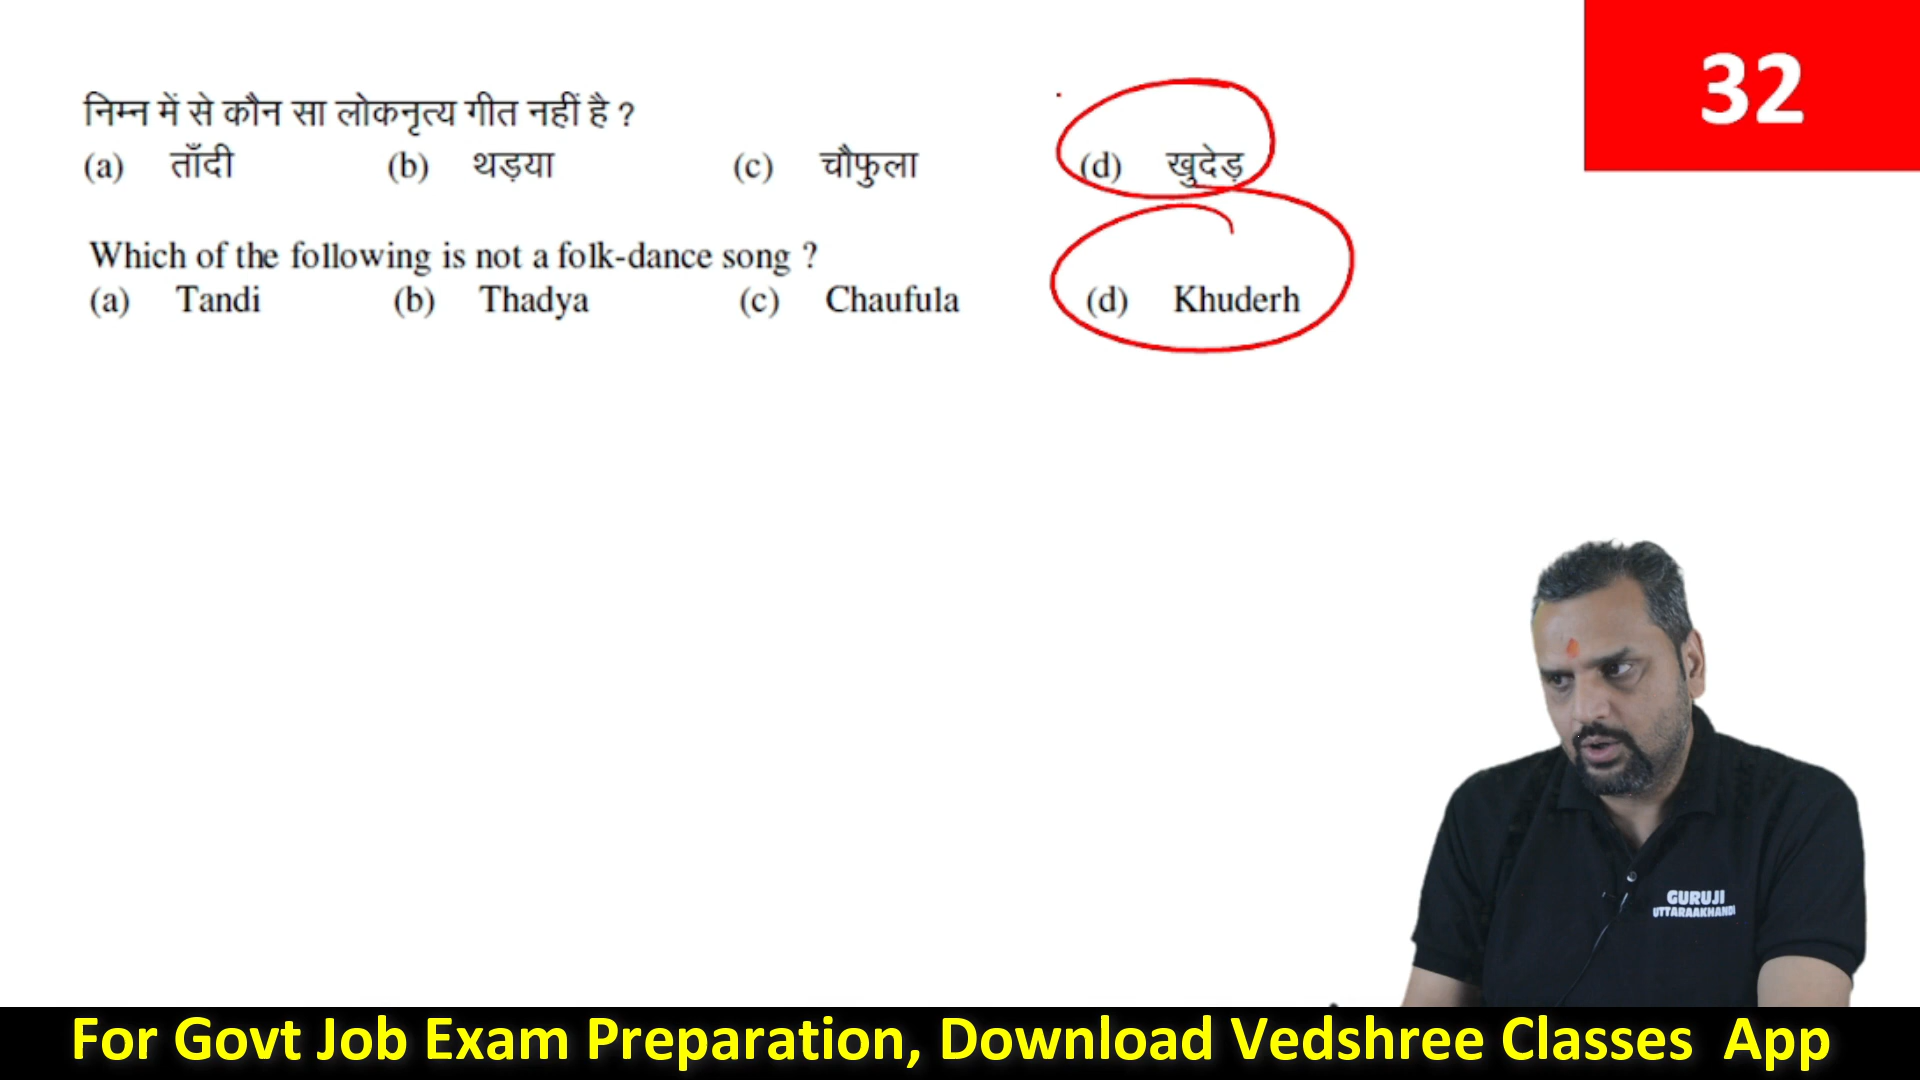 32
निम्न में से कौन सा लोकनृत्य गीत नहीं है ?
(a) ताँदी (b) थड़या (c) चौफुला (d) खुदेड़
Which of the following is not a folk-dance song ?
(a) Tandi (b) Thadya (c) Chaufula (d) Khuderh
GURUJI
UTTARAAKHANDI
For Govt Job Exam Preparation, Download Vedshree Classes App